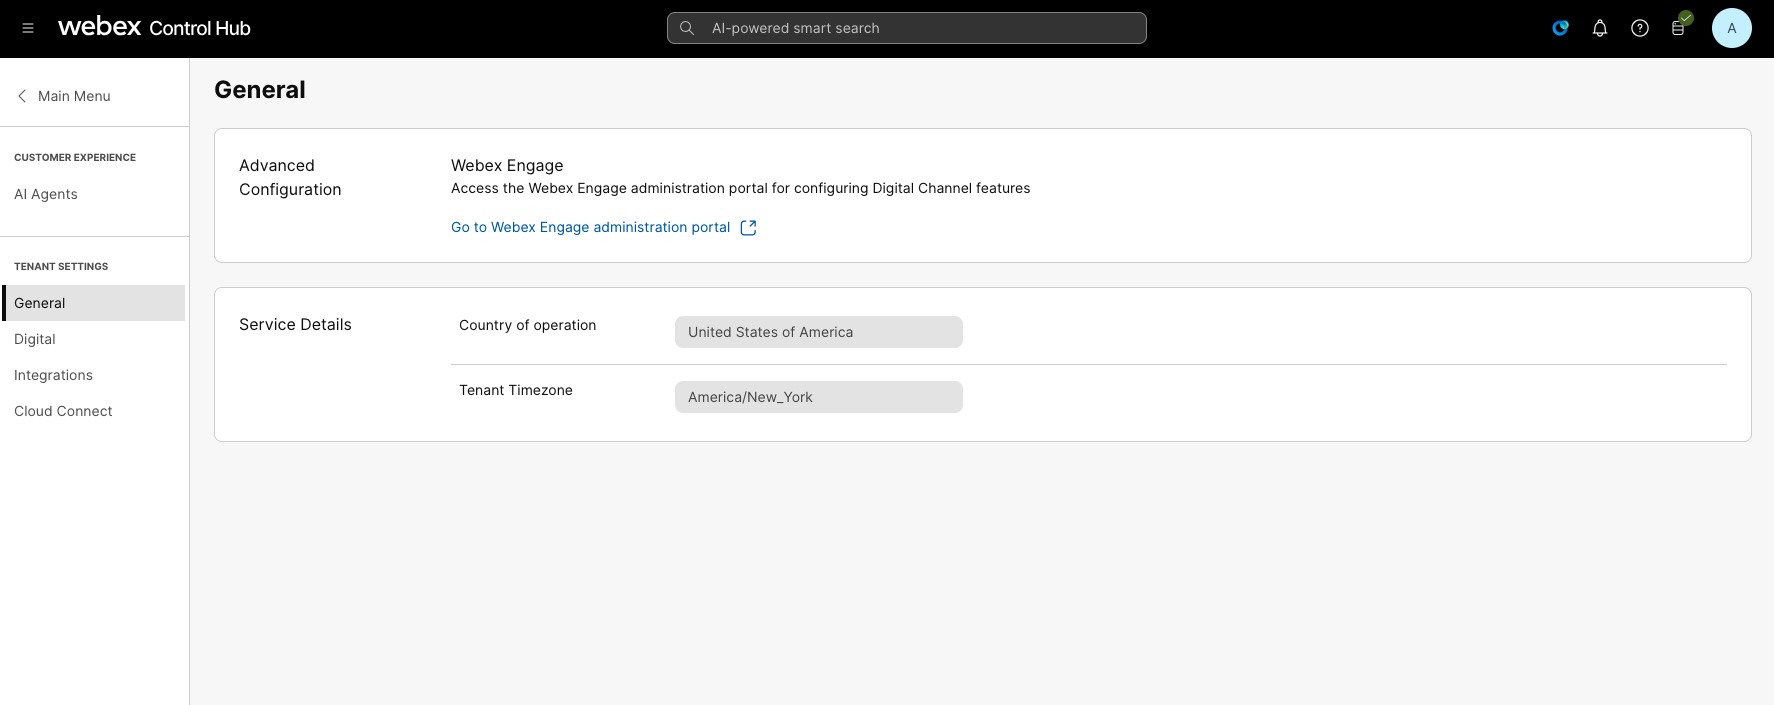 webex Control Hub
AI-powered smart search
A
Main Menu
CUSTOMER EXPERIENCE
AI Agents
TENANT SETTINGS
General
Digital
Integrations
Cloud Connect
General
Advanced
Configuration
Webex Engage
Access the Webex Engage administration portal for configuring Digital Channel features
Go to Webex Engage administration portal
Service Details
Country of operation
United States of America
Tenant Timezone
America/New_York